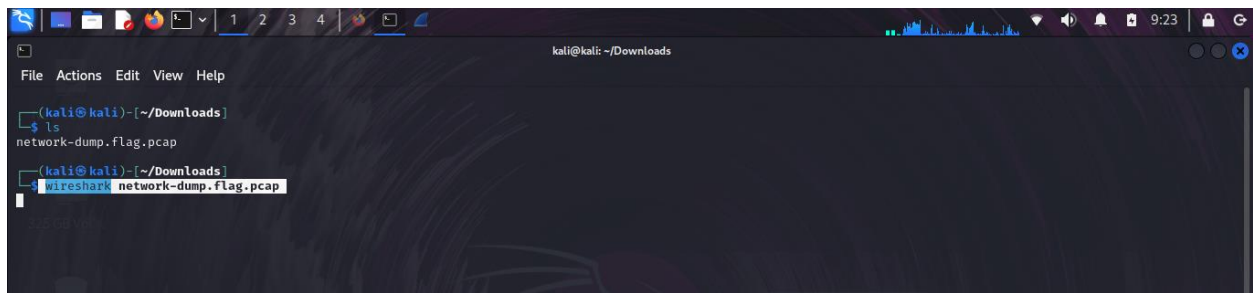 1 2 3 4 9:23
kali@kali: ~/Downloads
File Actions Edit View Help
(kali㉿kali)-[~/Downloads]
$ ls
network-dump.flag.pcap
(kali㉿kali)-[~/Downloads]
$ wireshark network-dump.flag.pcap